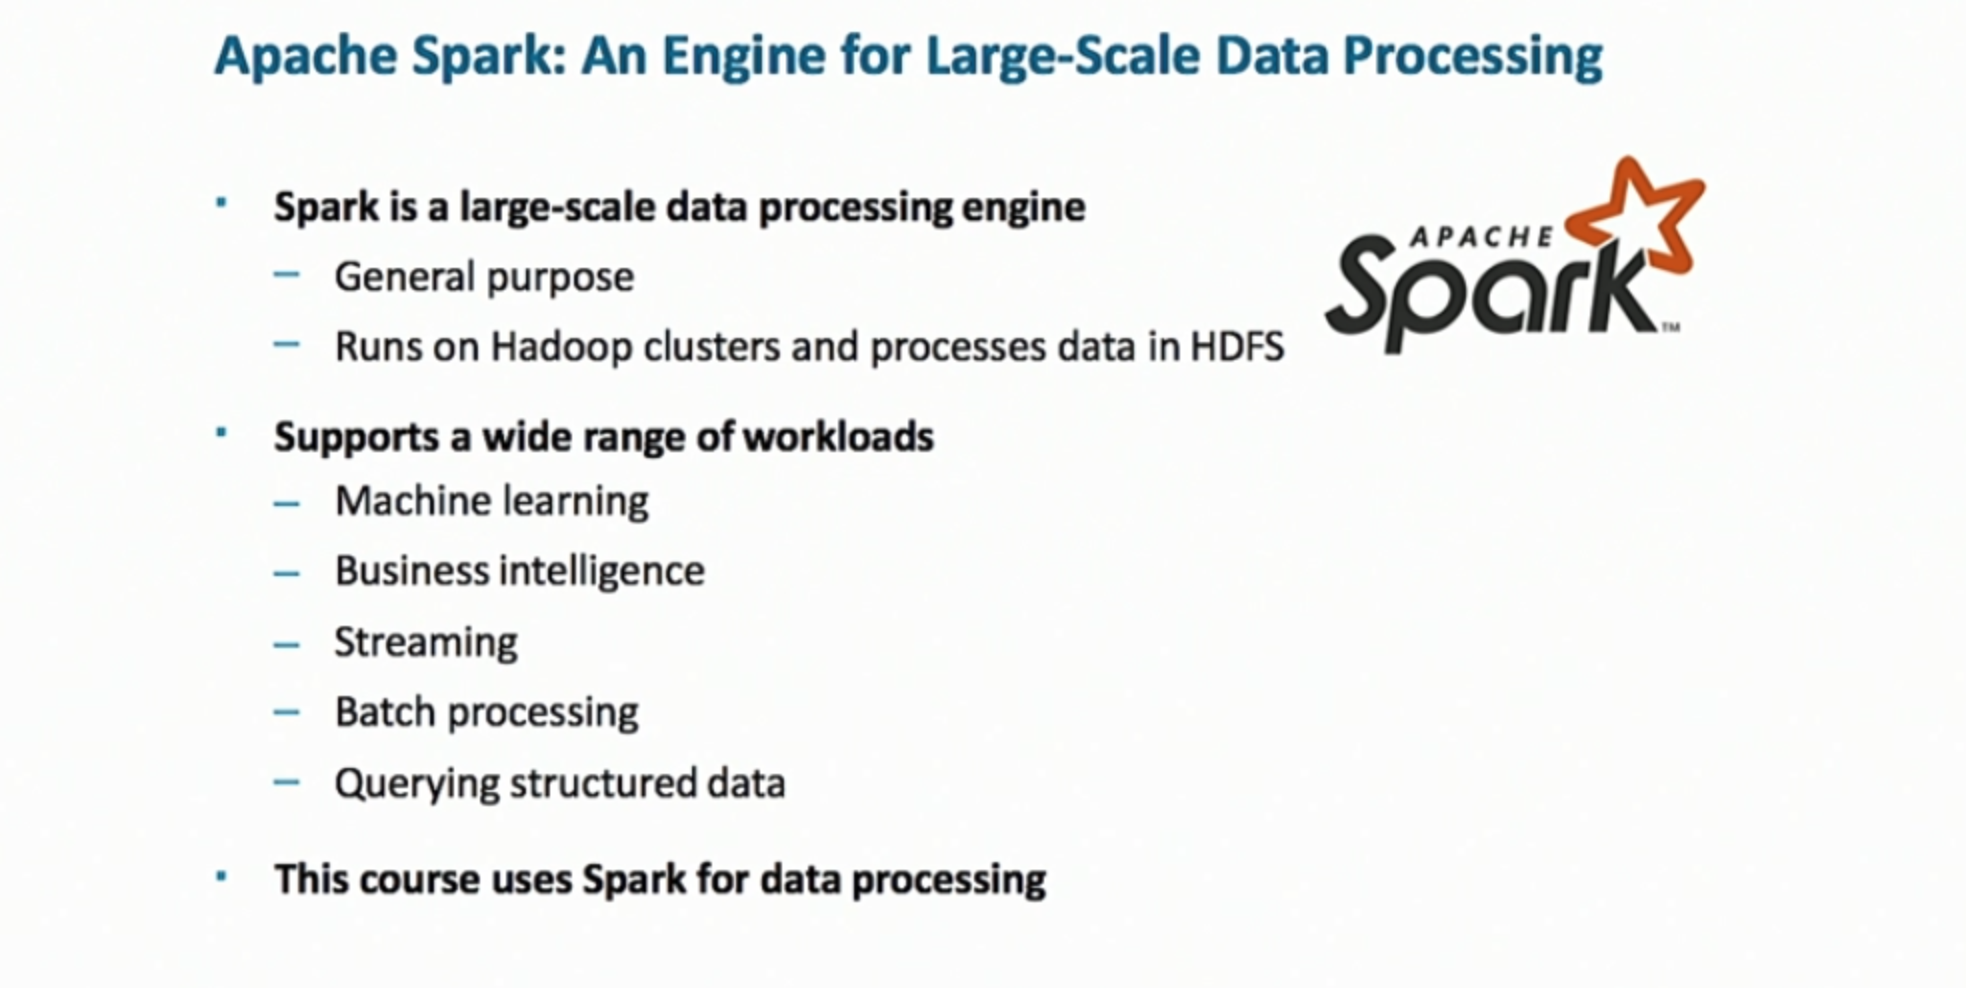 Apache Spark: An Engine for Large-Scale Data Processing
▪ Spark is a large-scale data processing engine
– General purpose
– Runs on Hadoop clusters and processes data in HDFS
APACHE
Spark™
▪ Supports a wide range of workloads
– Machine learning
– Business intelligence
– Streaming
– Batch processing
– Querying structured data
▪ This course uses Spark for data processing